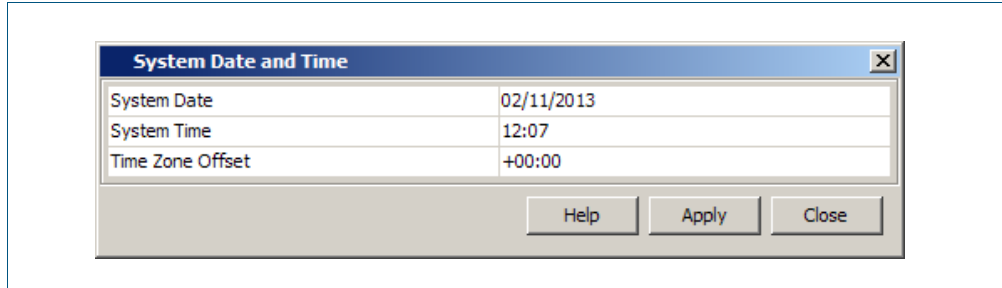 System Date and Time
System Date 02/11/2013
System Time 12:07
Time Zone Offset +00:00
Help Apply Close